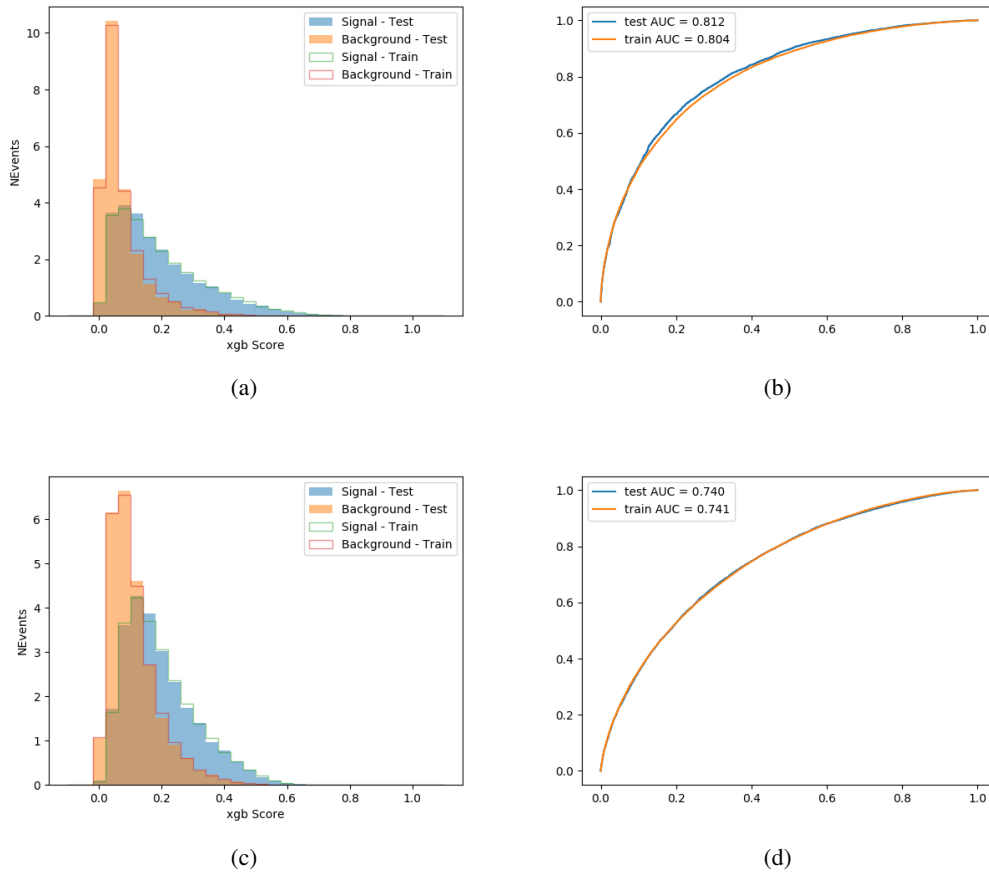 Signal - Test
Background - Test
Signal - Train
Background - Train
NEvents
10
8
6
4
2
0
0.0 0.2 0.4 0.6 0.8 1.0
xgb Score
(a)
test AUC = 0.812
train AUC = 0.804
1.0
0.8
0.6
0.4
0.2
0.0
0.0 0.2 0.4 0.6 0.8 1.0
(b)
Signal - Test
Background - Test
Signal - Train
Background - Train
NEvents
6
5
4
3
2
1
0
0.0 0.2 0.4 0.6 0.8 1.0
xgb Score
(c)
test AUC = 0.740
train AUC = 0.741
1.0
0.8
0.6
0.4
0.2
0.0
0.0 0.2 0.4 0.6 0.8 1.0
(d)